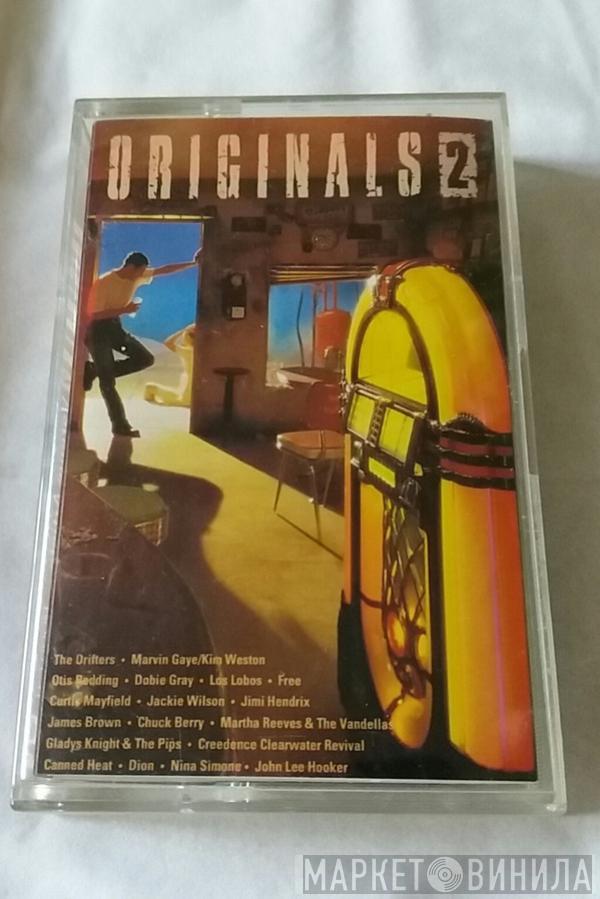 ORIGINALS 2
The Drifters • Marvin Gaye/Kim Weston
Otis Redding • Dobie Gray • Los Lobos • Free
Curtis Mayfield • Jackie Wilson • Jimi Hendrix
James Brown • Chuck Berry • Martha Reeves & The Vandellas
Gladys Knight & The Pips • Creedence Clearwater Revival
Canned Heat • Dion • Nina Simone • John Lee Hooker
МАРКЕТ ВИНИЛА